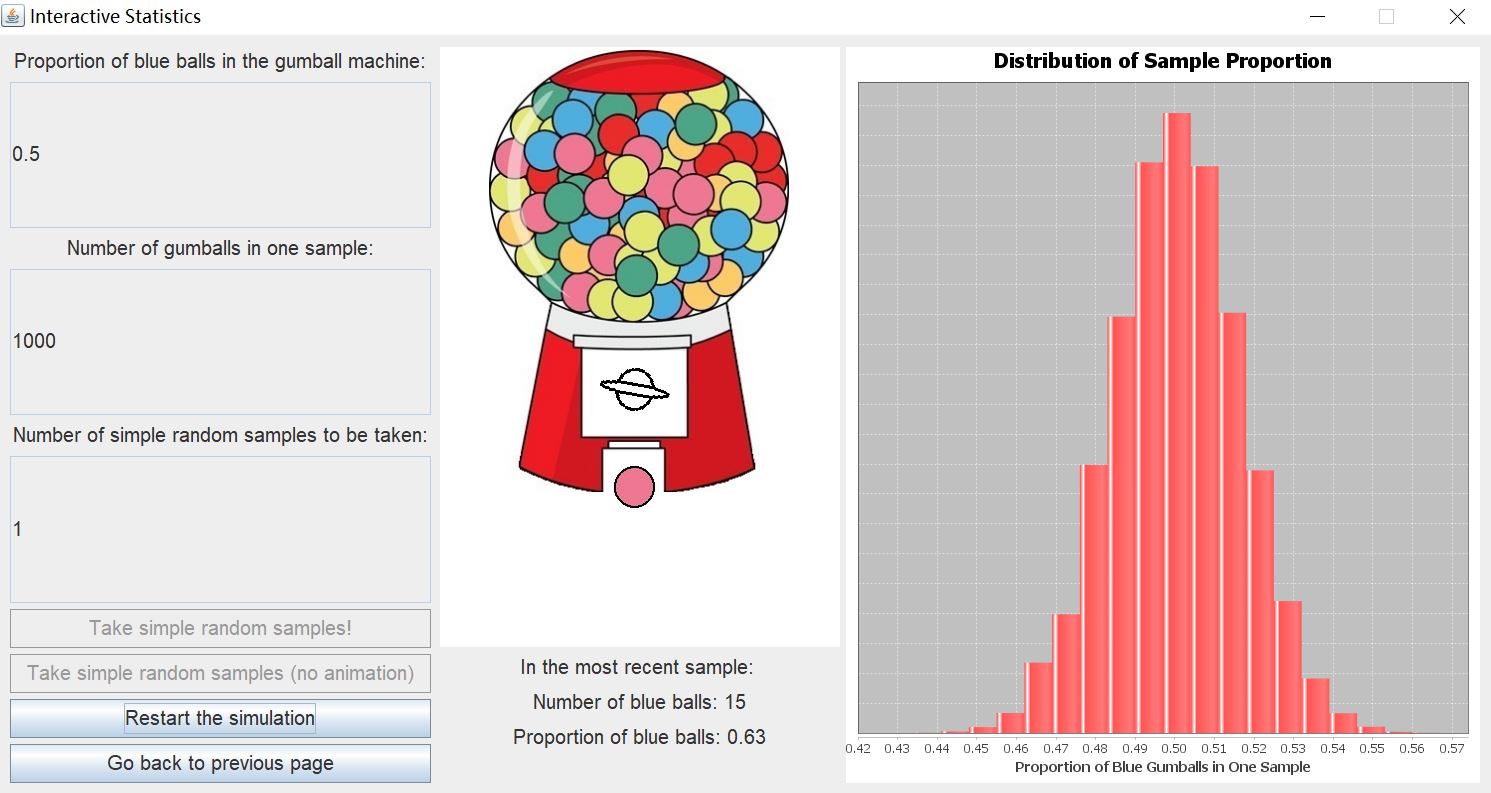 Interactive Statistics
Proportion of blue balls in the gumball machine:
0.5
Number of gumballs in one sample:
1000
Number of simple random samples to be taken:
1
Take simple random samples!
Take simple random samples (no animation)
Restart the simulation
Go back to previous page
In the most recent sample:
Number of blue balls: 15
Proportion of blue balls: 0.63
Distribution of Sample Proportion
0.42 0.43 0.44 0.45 0.46 0.47 0.48 0.49 0.50 0.51 0.52 0.53 0.54 0.55 0.56 0.57
Proportion of Blue Gumballs in One Sample